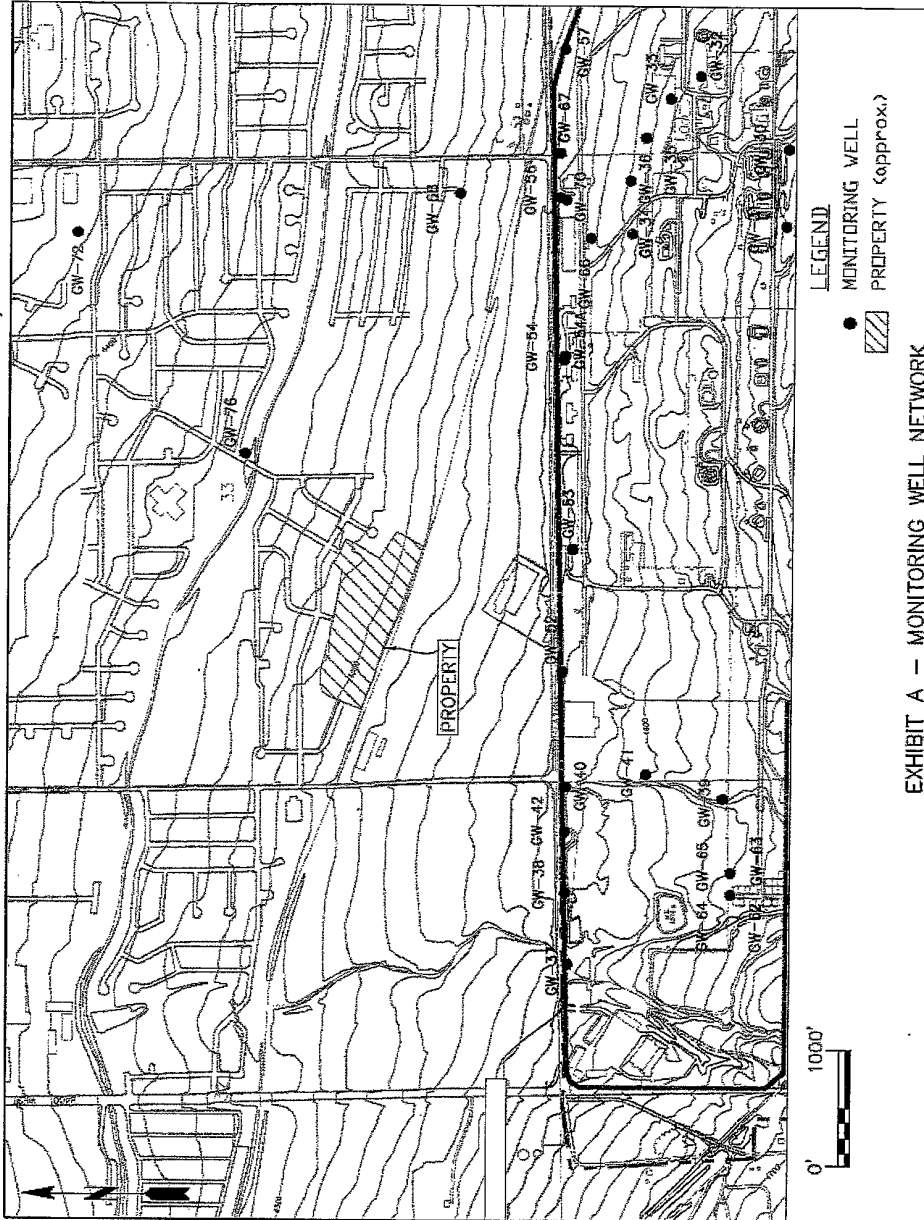 GW-72
GW-76
33
GW-68
PROPERTY
GW-37
GW-38
GW-42
GW-40
GW-52
GW-53
GW-54
GW-54A
GW-66
GW-56
GW-70
GW-67
GW-57
GW-34
GW-36
GW-33
GW-32
GW-41
GW-39
GW-64
GW-65
GW-62
GW-63
LEGEND
MONITORING WELL
PROPERTY (approx.)
0' 1000'
EXHIBIT A - MONITORING WELL NETWORK